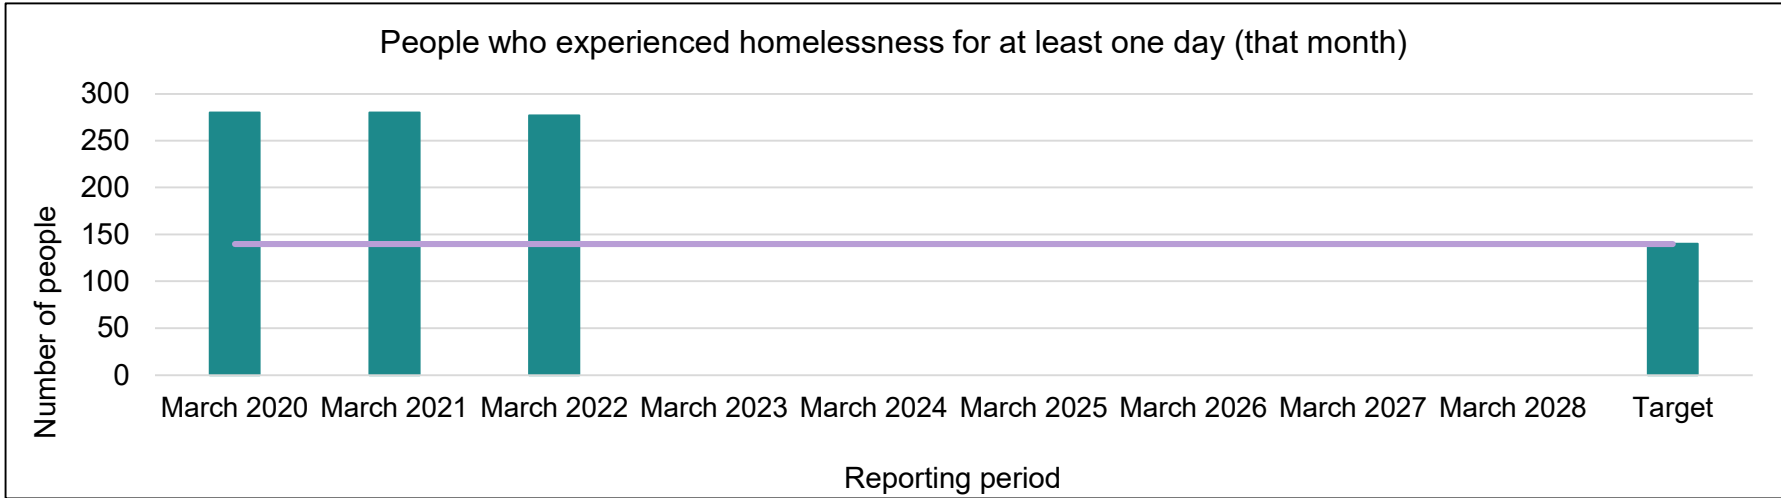 People who experienced homelessness for at least one day (that month)
300
250
200
150
100
50
0
Number of people
March 2020 March 2021 March 2022 March 2023 March 2024 March 2025 March 2026 March 2027 March 2028 Target
Reporting period